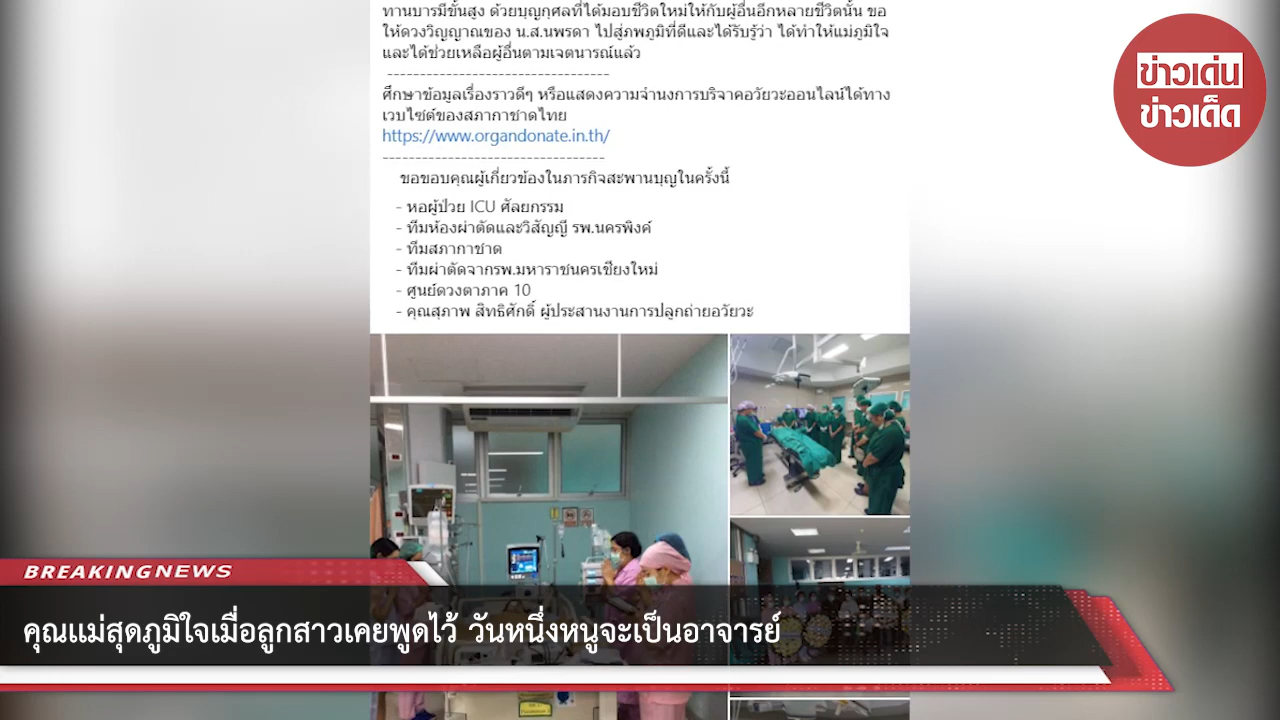 ทานบารมีขั้นสูง ด้วยบุญกุศลที่ได้มอบชีวิตใหม่ให้กับผู้อื่นอีกหลายชีวิตนั้น ขอ
ให้ดวงวิญญาณของ น.ส.นพรดา ไปสู่ภพภูมิที่ดีและได้รับรู้ว่า ได้ทำให้แม่ภูมิใจ
และได้ช่วยเหลือผู้อื่นตามเจตนารณ์แล้ว
----------------------------------
ศึกษาข้อมูลเรื่องราวดีๆ หรือแสดงความจำนงการบริจาคอวัยวะออนไลน์ได้ทาง
เวบไซต์ของสภากาชาดไทย
https://www.organdonate.in.th/
----------------------------------
ขอขอบคุณผู้เกี่ยวข้องในภารกิจสะพานบุญในครั้งนี้
- หอผู้ป่วย ICU ศัลยกรรม
- ทีมห้องผ่าตัดและวิสัญญี รพ.นครพิงค์
- ทีมสภากาชาด
- ทีมผ่าตัดจากรพ.มหาราชนครเชียงใหม่
- ศูนย์ดวงตาภาค 10
- คุณสุภาพ สิทธิศักดิ์ ผู้ประสานงานการปลูกถ่ายอวัยวะ
ข่าวเด่น
ข่าวเด็ด
BREAKINGNEWS
คุณแม่สุดภูมิใจเมื่อลูกสาวเคยพูดไว้ วันหนึ่งหนูจะเป็นอาจารย์